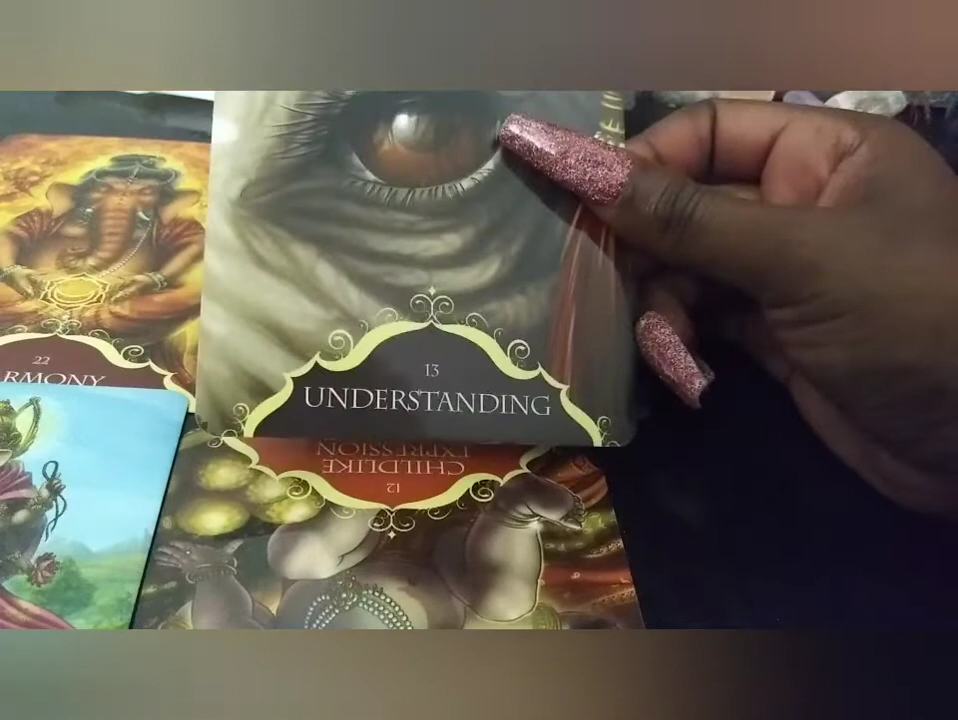 22
RMONY
13
UNDERSTANDING
CHILDLIKE
EXPRESSION
12